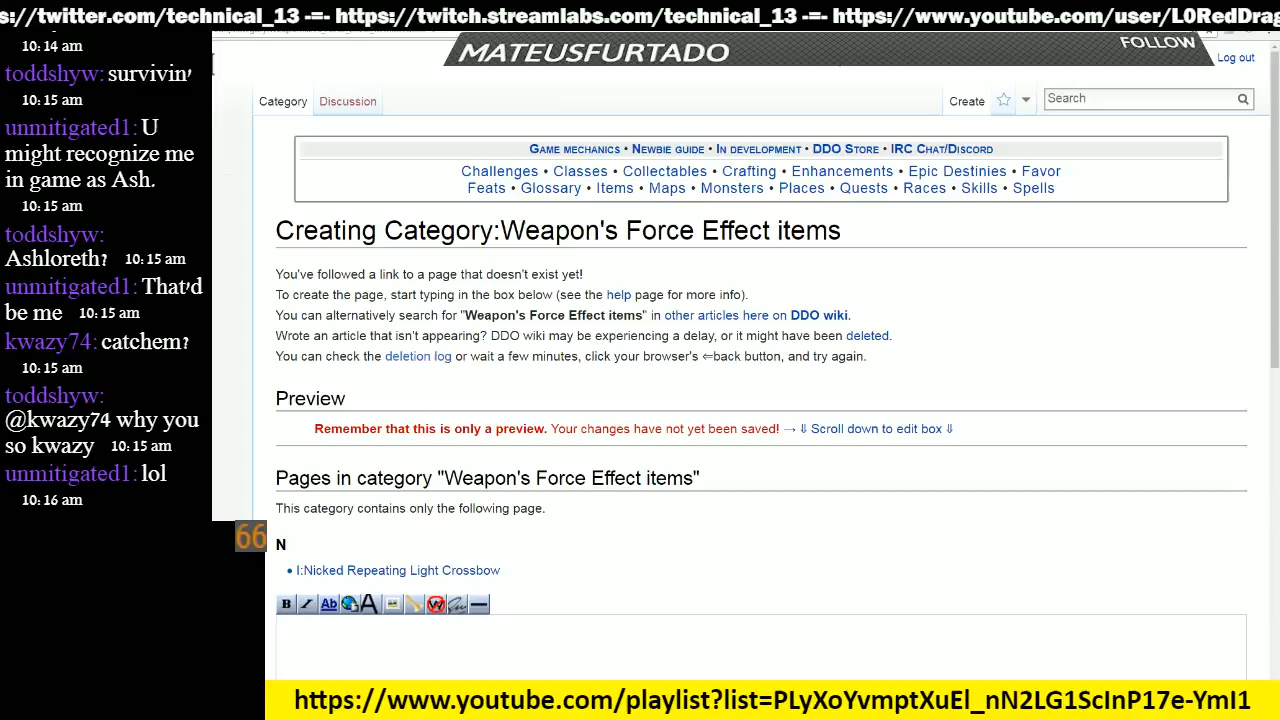 s://twitter.com/technical_13 -=- https://twitch.streamlabs.com/technical_13 -=- https://www.youtube.com/user/L0RedDrag
10:14 am
toddshyw: survivin'
10:15 am
unmitigated1: U
might recognize me
in game as Ash.
10:15 am
toddshyw:
Ashloreth? 10:15 am
unmitigated1: That'd
be me 10:15 am
kwazy74: catchem?
10:15 am
toddshyw:
@kwazy74 why you
so kwazy 10:15 am
unmitigated1: lol
10:16 am
66
MATEUSFURTADO
FOLLOW
Log out
Category Discussion
Create
Search
Game mechanics • Newbie guide • In development • DDO Store • IRC Chat/Discord
Challenges • Classes • Collectables • Crafting • Enhancements • Epic Destinies • Favor
Feats • Glossary • Items • Maps • Monsters • Places • Quests • Races • Skills • Spells
Creating Category:Weapon's Force Effect items
You've followed a link to a page that doesn't exist yet!
To create the page, start typing in the box below (see the help page for more info).
You can alternatively search for "Weapon's Force Effect items" in other articles here on DDO wiki.
Wrote an article that isn't appearing? DDO wiki may be experiencing a delay, or it might have been deleted.
You can check the deletion log or wait a few minutes, click your browser's ⇐back button, and try again.
Preview
Remember that this is only a preview. Your changes have not yet been saved! → ⇓ Scroll down to edit box ⇓
Pages in category "Weapon's Force Effect items"
This category contains only the following page.
N
• I:Nicked Repeating Light Crossbow
B I Ab A W
https://www.youtube.com/playlist?list=PLyXoYvmptXuEl_nN2LG1ScInP17e-YmI1